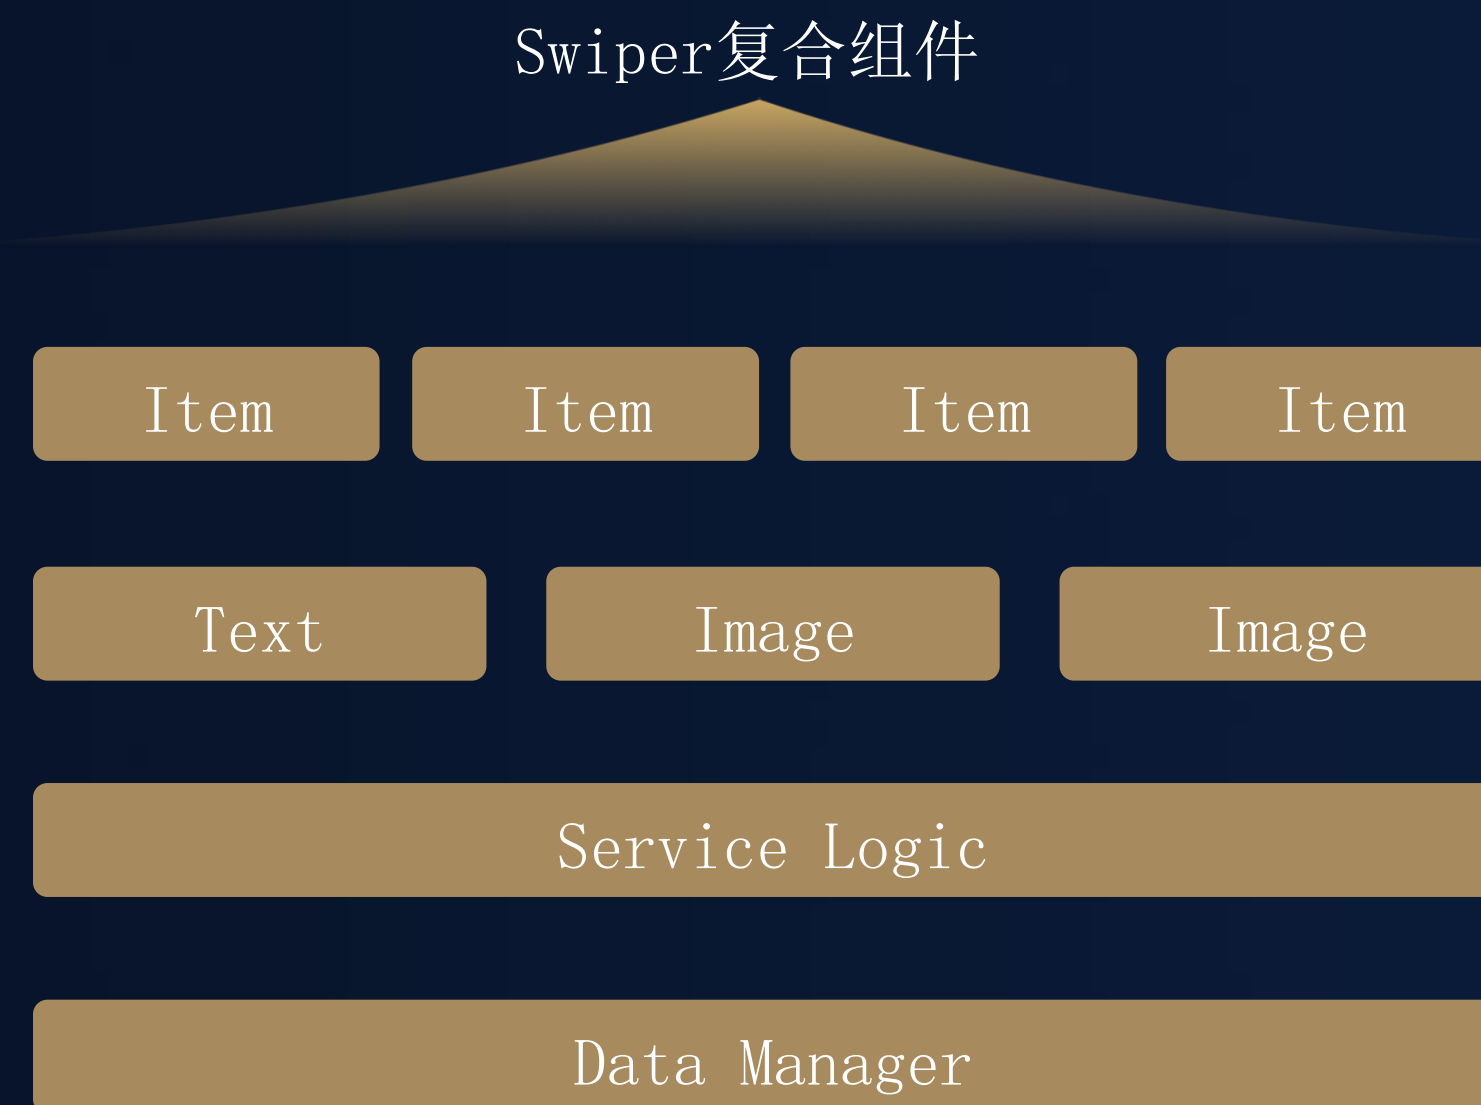 Swiper复合组件
Item Item Item Item
Text Image Image
Service Logic
Data Manager